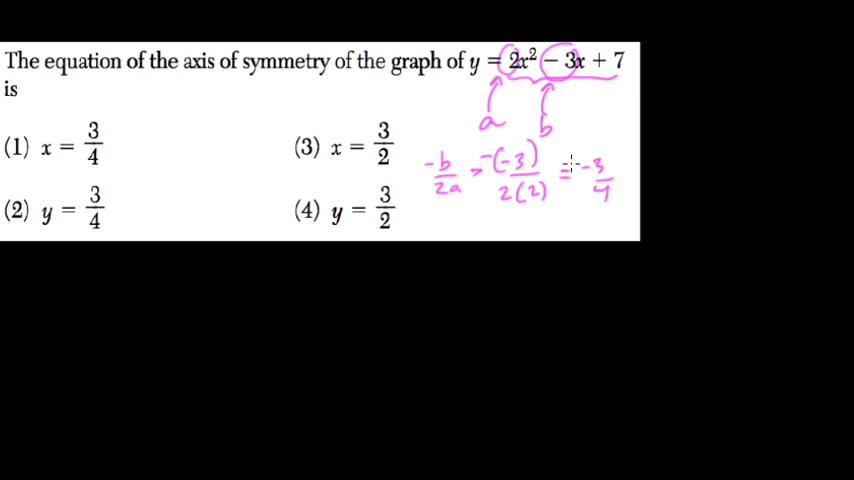 The equation of the axis of symmetry of the graph of y = 2x² − 3x + 7
is
a b
(1) x = 3/4 (3) x = 3/2
-b/2a = -(-3)/2(2) = -3/4
(2) y = 3/4 (4) y = 3/2